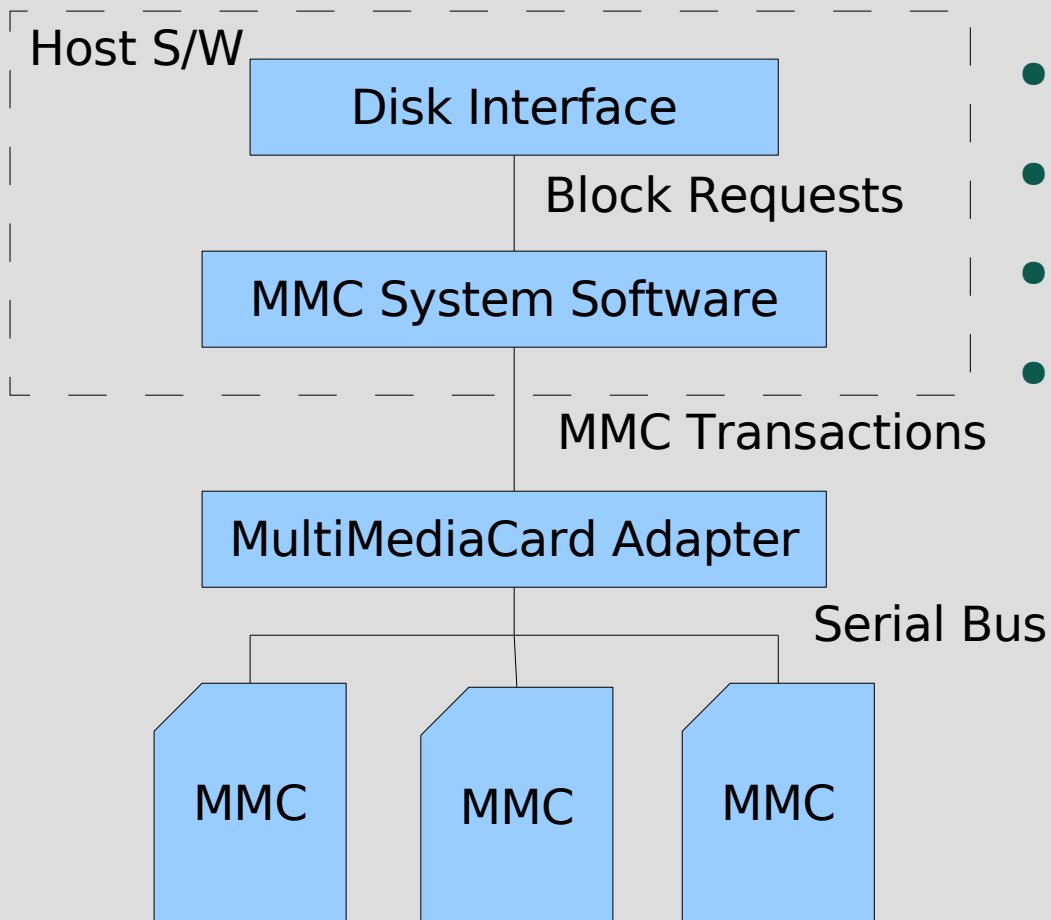 Host S/W
Disk Interface
Block Requests
MMC System Software
MMC Transactions
MultiMediaCard Adapter
Serial Bus
MMC
MMC
MMC